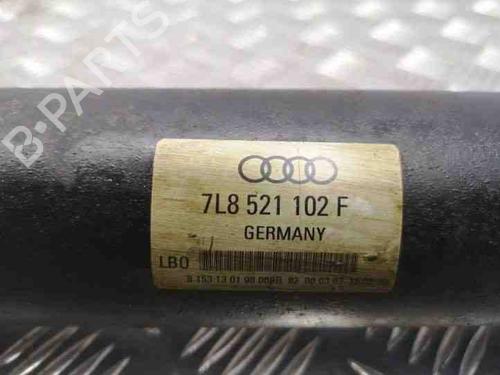 B-PARTS
7L8 521 102 F
GERMANY
LBO